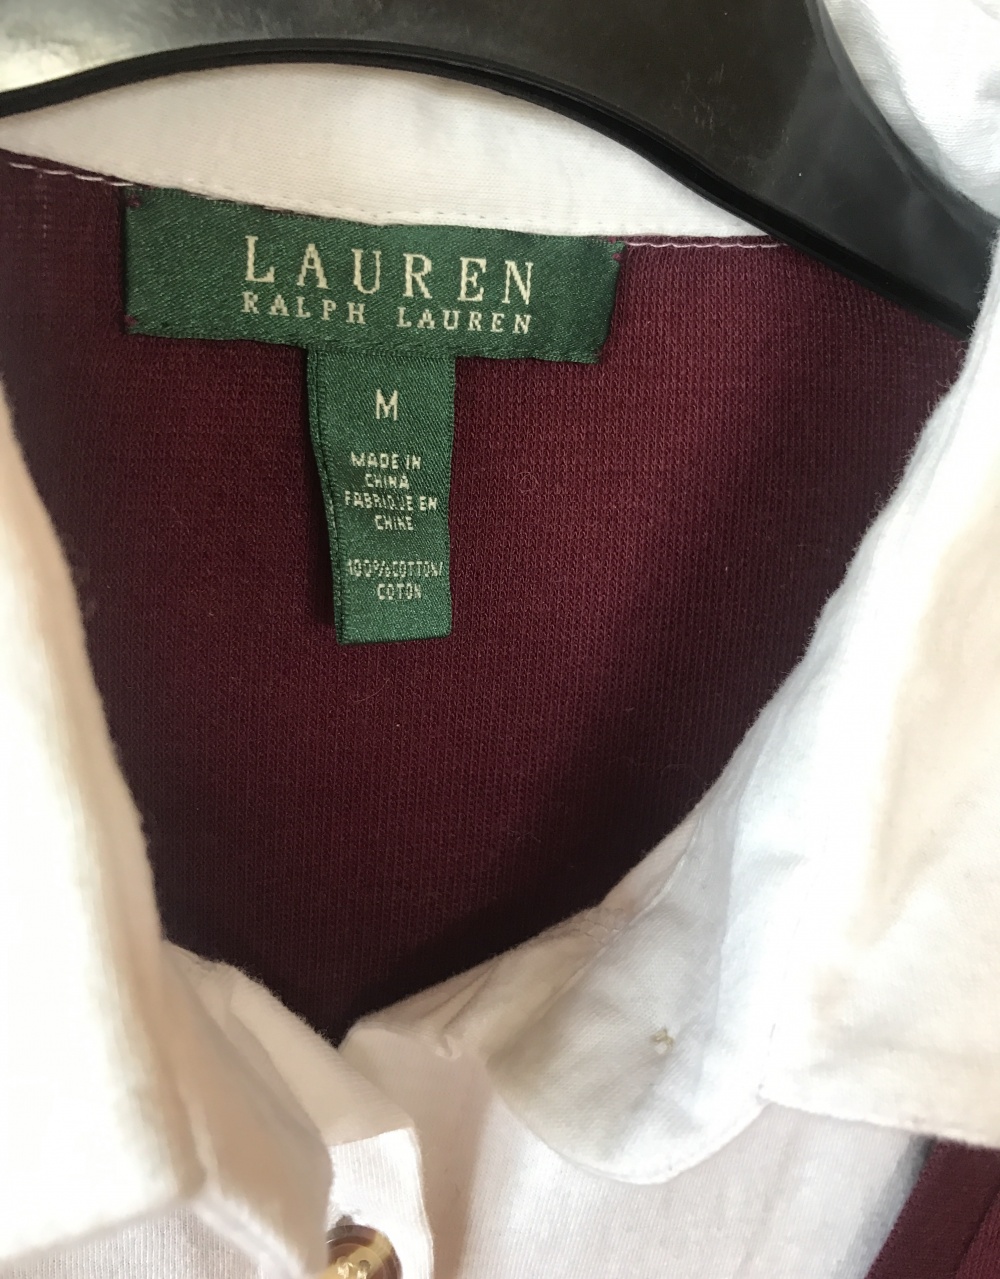 LAUREN
RALPH LAUREN
M
MADE IN
CHINA
FABRIQUE EN
CHINE
100%COTTON/
COTON